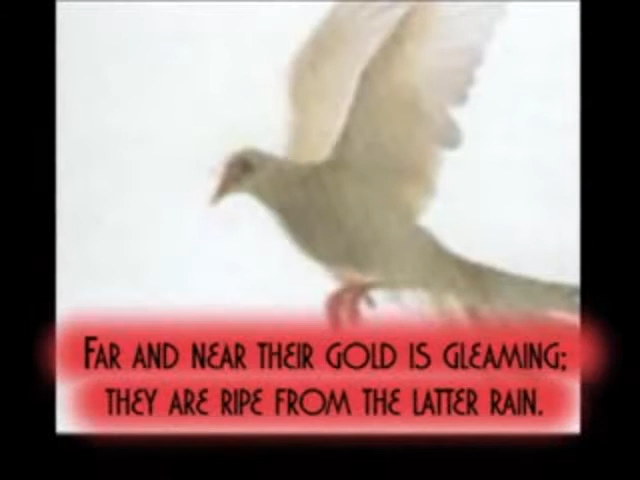 FAR AND NEAR THEIR GOLD IS GLEAMING;
THEY ARE RIPE FROM THE LATTER RAIN.